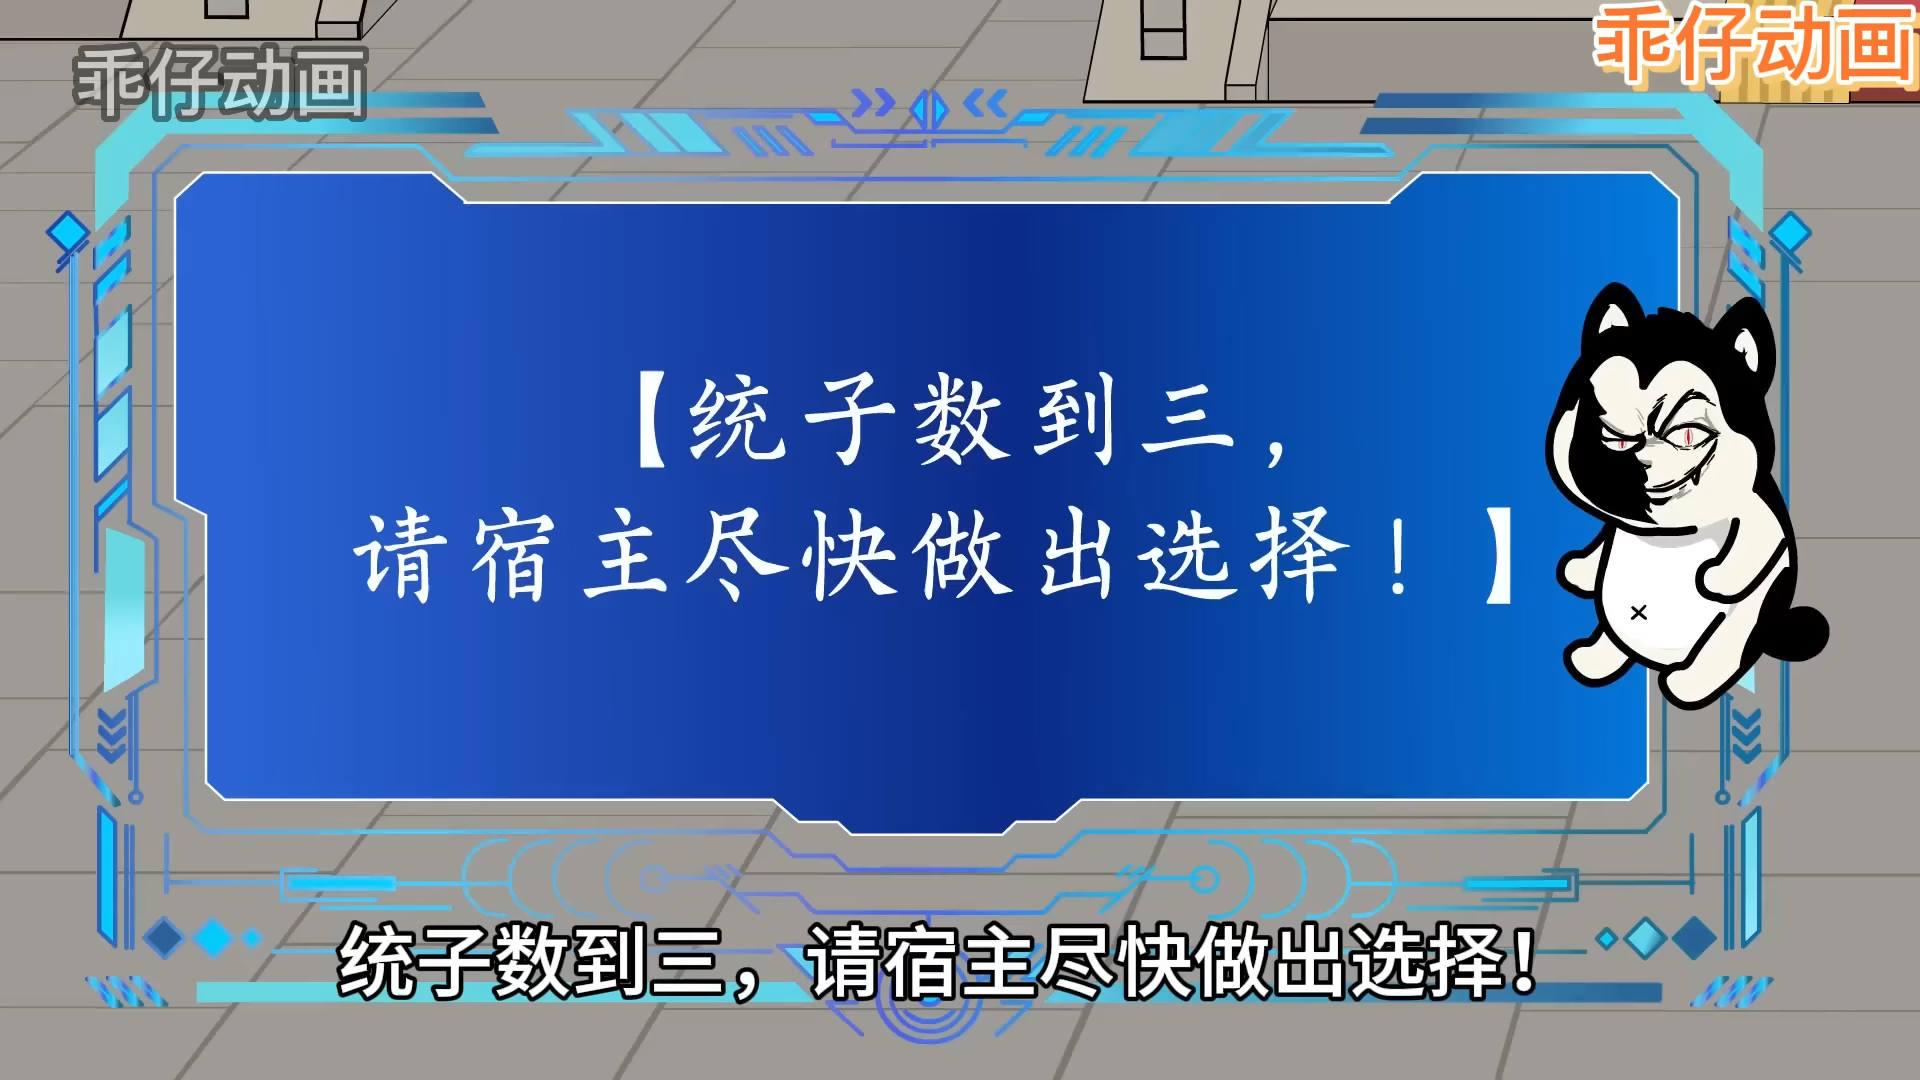 乖仔动画
乖仔动画
【统子数到三，
请宿主尽快做出选择！】
统子数到三，请宿主尽快做出选择！